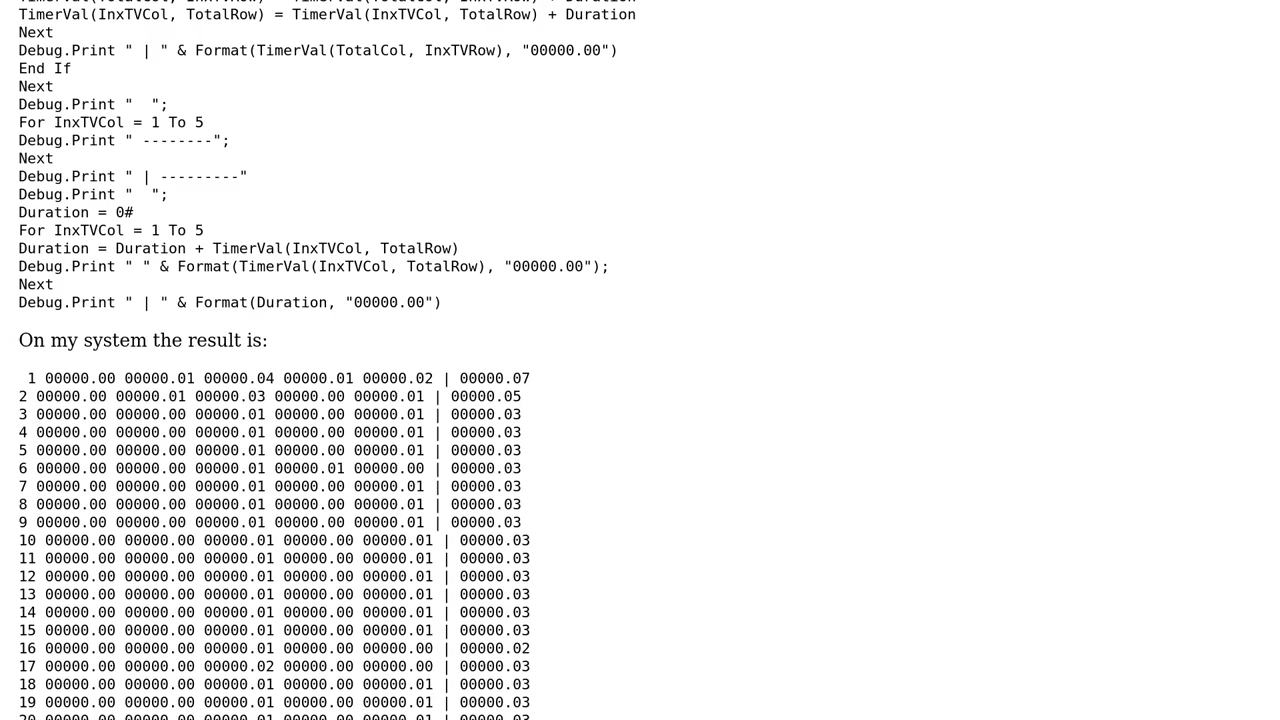 TimerVal(InxTVCol, TotalRow) = TimerVal(InxTVCol, TotalRow) + Duration
Next
Debug.Print " | " & Format(TimerVal(TotalCol, InxTVRow), "00000.00")
End If
Next
Debug.Print "  ";
For InxTVCol = 1 To 5
Debug.Print " --------";
Next
Debug.Print " | ---------"
Debug.Print "  ";
Duration = 0#
For InxTVCol = 1 To 5
Duration = Duration + TimerVal(InxTVCol, TotalRow)
Debug.Print " " & Format(TimerVal(InxTVCol, TotalRow), "00000.00");
Next
Debug.Print " | " & Format(Duration, "00000.00")
On my system the result is:
1 00000.00 00000.01 00000.04 00000.01 00000.02 | 00000.07
2 00000.00 00000.01 00000.03 00000.00 00000.01 | 00000.05
3 00000.00 00000.00 00000.01 00000.00 00000.01 | 00000.03
4 00000.00 00000.00 00000.01 00000.00 00000.01 | 00000.03
5 00000.00 00000.00 00000.01 00000.00 00000.01 | 00000.03
6 00000.00 00000.00 00000.01 00000.01 00000.00 | 00000.03
7 00000.00 00000.00 00000.01 00000.00 00000.01 | 00000.03
8 00000.00 00000.00 00000.01 00000.00 00000.01 | 00000.03
9 00000.00 00000.00 00000.01 00000.00 00000.01 | 00000.03
10 00000.00 00000.00 00000.01 00000.00 00000.01 | 00000.03
11 00000.00 00000.00 00000.01 00000.00 00000.01 | 00000.03
12 00000.00 00000.00 00000.01 00000.00 00000.01 | 00000.03
13 00000.00 00000.00 00000.01 00000.00 00000.01 | 00000.03
14 00000.00 00000.00 00000.01 00000.00 00000.01 | 00000.03
15 00000.00 00000.00 00000.01 00000.00 00000.01 | 00000.03
16 00000.00 00000.00 00000.01 00000.00 00000.00 | 00000.02
17 00000.00 00000.00 00000.02 00000.00 00000.00 | 00000.03
18 00000.00 00000.00 00000.01 00000.00 00000.01 | 00000.03
19 00000.00 00000.00 00000.01 00000.00 00000.01 | 00000.03